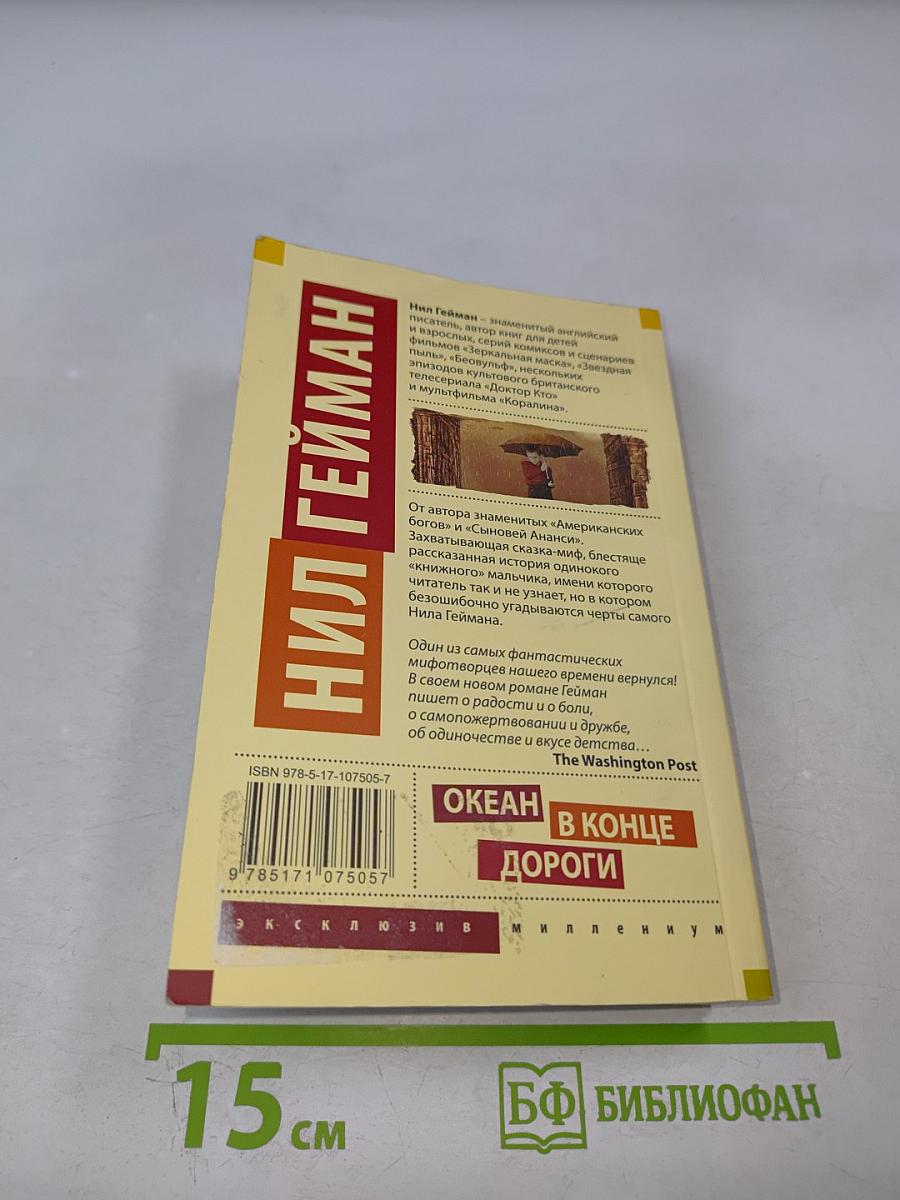 НИЛ ГЕЙМАН
Нил Гейман – знаменитый английский
писатель, автор книг для детей
и взрослых, серий комиксов и сценариев
фильмов «Зеркальная маска», «Звездная
пыль», «Беовульф», нескольких
эпизодов культового британского
телесериала «Доктор Кто»
и мультфильма «Коралина».
От автора знаменитых «Американских
богов» и «Сыновей Ананси».
Захватывающая сказка-миф, блестяще
рассказанная история одинокого
«книжного» мальчика, имени которого
читатель так и не узнает, но в котором
безошибочно угадываются черты самого
Нила Геймана.
Один из самых фантастических
мифотворцев нашего времени вернулся!
В своем новом романе Гейман
пишет о радости и о боли,
о самопожертвовании и дружбе,
об одиночестве и вкусе детства...
The Washington Post
ISBN 978-5-17-107505-7
9 785171 075057
ОКЕАН
В КОНЦЕ
ДОРОГИ
эксклюзив миллениум
15 см
БФ БИБЛИОФАН